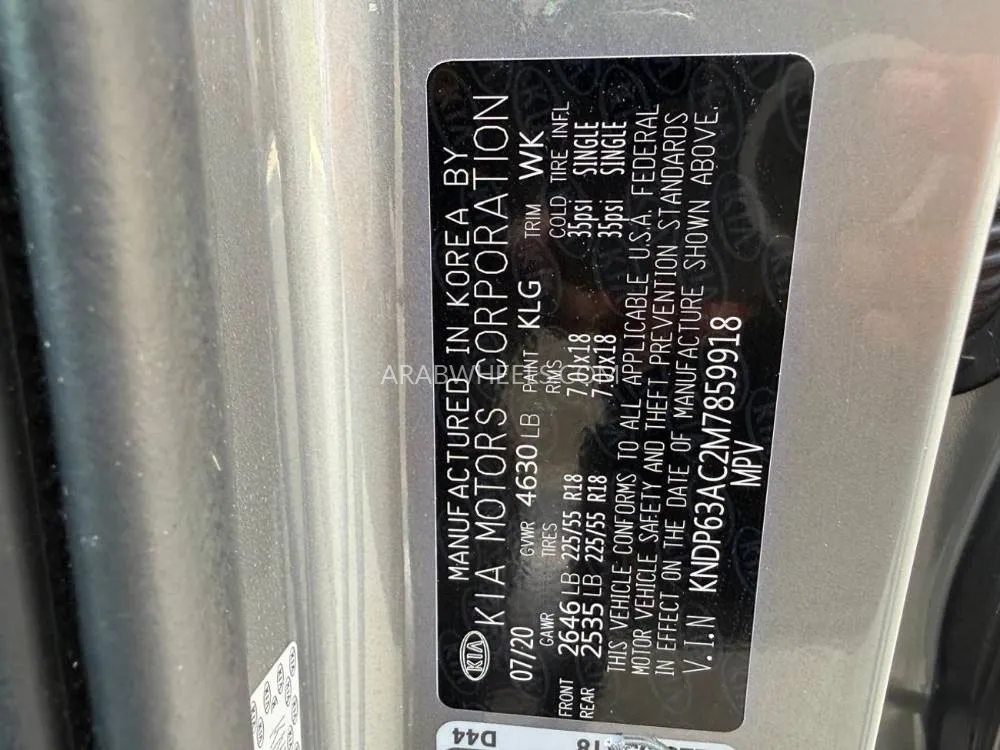 MANUFACTURED IN KOREA BY
KIA KIA MOTORS CORPORATION
07/20 GVWR 4630 LB PAINT KLG TRIM WK
GAWR TIRES RIMS COLD TIRE INFL
FRONT 2646 LB 225/55 R18 7.0Jx18 35psi SINGLE
REAR 2535 LB 225/55 R18 7.0Jx18 35psi SINGLE
THIS VEHICLE CONFORMS TO ALL APPLICABLE U.S.A. FEDERAL
MOTOR VEHICLE SAFETY AND THEFT PREVENTION STANDARDS
IN EFFECT ON THE DATE OF MANUFACTURE SHOWN ABOVE.
V.I.N KNDP63AC2M7859918
MPV
ARABWHEELS.COM
D44